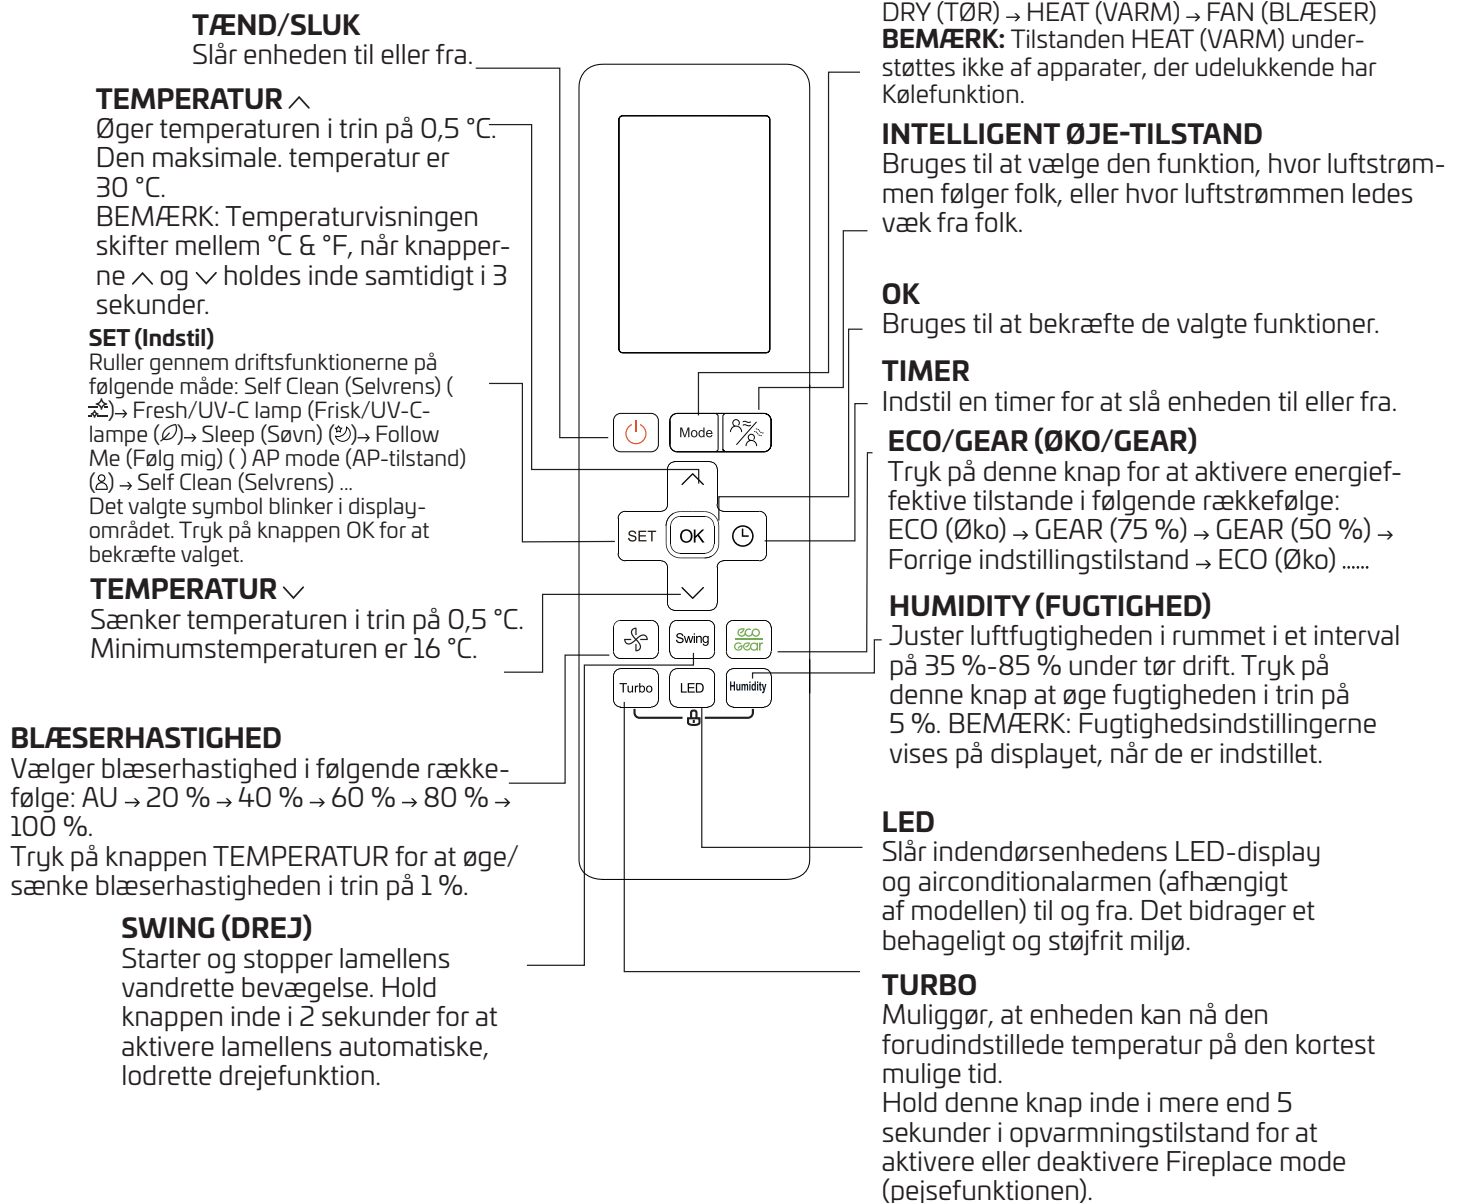 TÆND/SLUK
Slår enheden til eller fra.
TEMPERATUR ︿
Øger temperaturen i trin på 0,5 °C.
Den maksimale. temperatur er
30 °C.
BEMÆRK: Temperaturvisningen
skifter mellem °C & °F, når knapper-
ne ︿ og ﹀ holdes inde samtidigt i 3
sekunder.
SET (Indstil)
Ruller gennem driftsfunktionerne på
følgende måde: Self Clean (Selvrens) (
)→ Fresh/UV-C lamp (Frisk/UV-C-
lampe ()→ Sleep (Søvn) ()→ Follow
Me (Følg mig) ( ) AP mode (AP-tilstand)
() → Self Clean (Selvrens) ...
Det valgte symbol blinker i display-
området. Tryk på knappen OK for at
bekræfte valget.
TEMPERATUR ﹀
Sænker temperaturen i trin på 0,5 °C.
Minimumstemperaturen er 16 °C.
BLÆSERHASTIGHED
Vælger blæserhastighed i følgende række-
følge: AU → 20 % → 40 % → 60 % → 80 % →
100 %.
Tryk på knappen TEMPERATUR for at øge/
sænke blæserhastigheden i trin på 1 %.
SWING (DREJ)
Starter og stopper lamellens
vandrette bevægelse. Hold
knappen inde i 2 sekunder for at
aktivere lamellens automatiske,
lodrette drejefunktion.
Mode
SET
OK
Swing
eco
Gear
Turbo
LED
Humidity
DRY (TØR) → HEAT (VARM) → FAN (BLÆSER)
BEMÆRK: Tilstanden HEAT (VARM) under-
støttes ikke af apparater, der udelukkende har
Kølefunktion.
INTELLIGENT ØJE-TILSTAND
Bruges til at vælge den funktion, hvor luftstrøm-
men følger folk, eller hvor luftstrømmen ledes
væk fra folk.
OK
Bruges til at bekræfte de valgte funktioner.
TIMER
Indstil en timer for at slå enheden til eller fra.
ECO/GEAR (ØKO/GEAR)
Tryk på denne knap for at aktivere energief-
fektive tilstande i følgende rækkefølge:
ECO (Øko) → GEAR (75 %) → GEAR (50 %) →
Forrige indstillingstilstand → ECO (Øko) ......
HUMIDITY (FUGTIGHED)
Juster luftfugtigheden i rummet i et interval
på 35 %-85 % under tør drift. Tryk på
denne knap at øge fugtigheden i trin på
5 %. BEMÆRK: Fugtighedsindstillingerne
vises på displayet, når de er indstillet.
LED
Slår indendørsenhedens LED-display
og airconditionalarmen (afhængigt
af modellen) til og fra. Det bidrager et
behageligt og støjfrit miljø.
TURBO
Muliggør, at enheden kan nå den
forudindstillede temperatur på den kortest
mulige tid.
Hold denne knap inde i mere end 5
sekunder i opvarmningstilstand for at
aktivere eller deaktivere Fireplace mode
(pejsefunktionen).